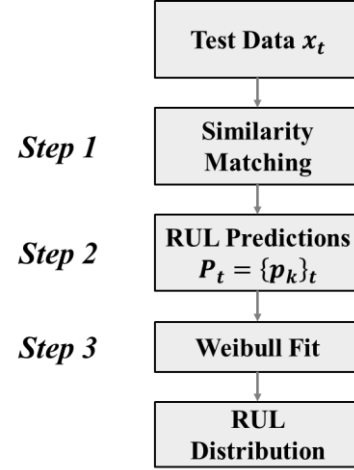 Test Data x_t
Step 1
Similarity
Matching
Step 2
RUL Predictions
P_t = {p_k}_t
Step 3
Weibull Fit
RUL
Distribution